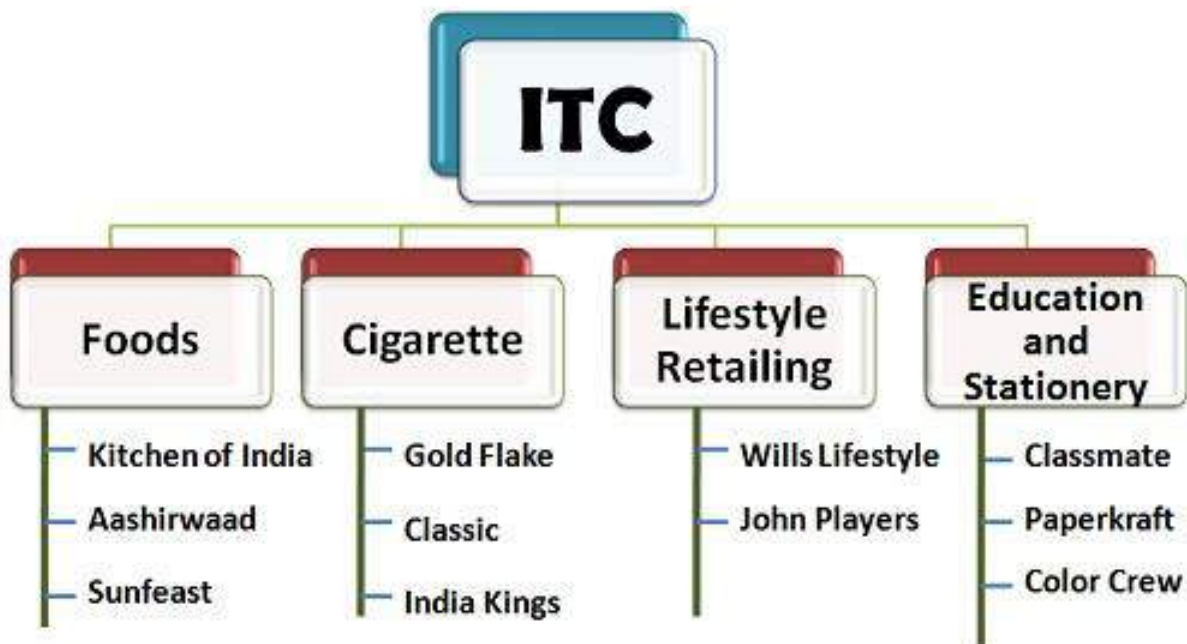 ITC
Foods
Kitchen of India
Aashirwaad
Sunfeast
Cigarette
Gold Flake
Classic
India Kings
Lifestyle
Retailing
Wills Lifestyle
John Players
Education
and
Stationery
Classmate
Paperkraft
Color Crew